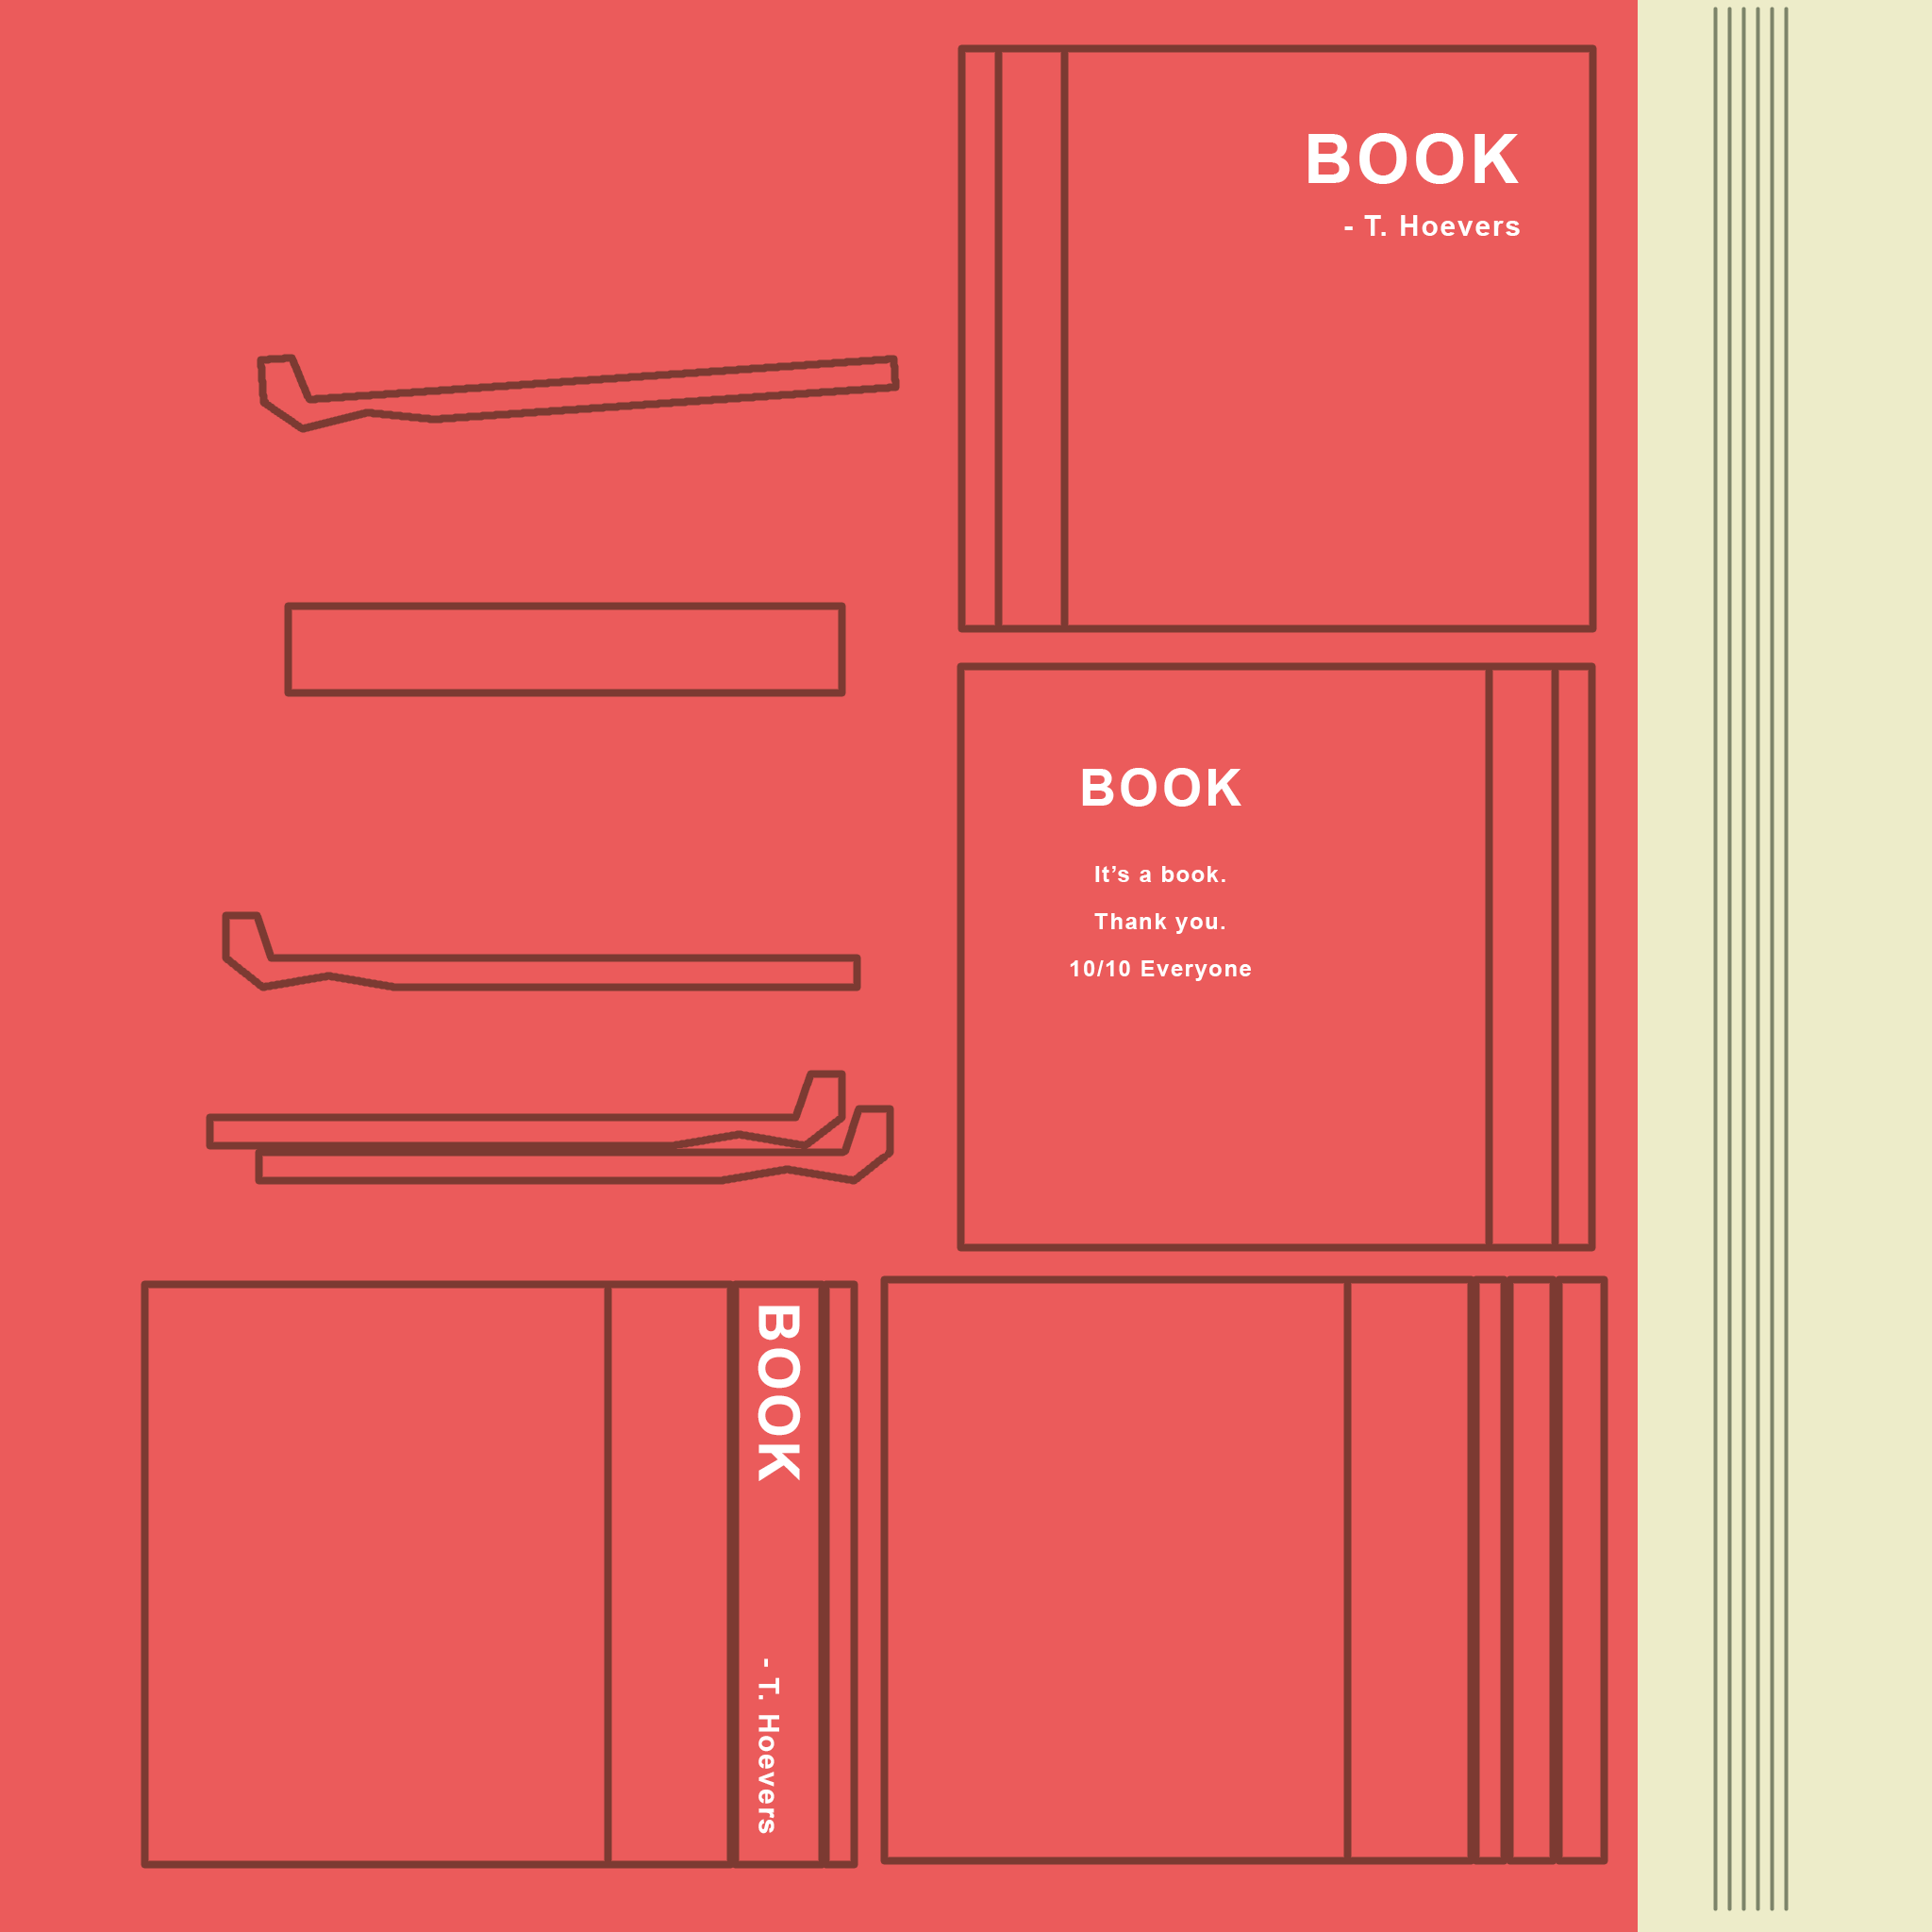 BOOK
- T. Hoevers
BOOK
It’s a book.
Thank you.
10/10 Everyone
BOOK
- T. Hoevers